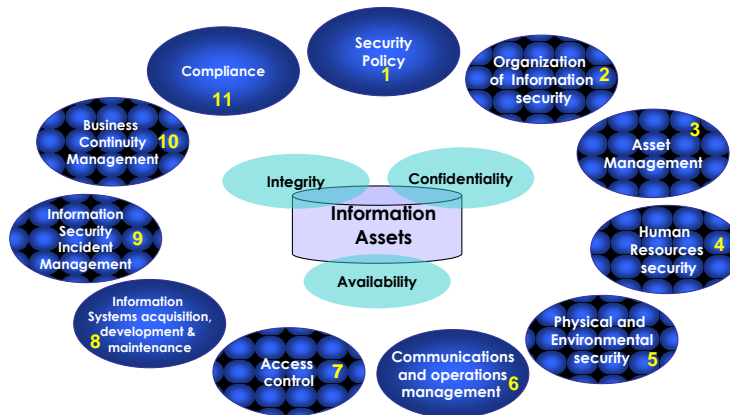 Security
Policy
1
Organization
of Information
security
2
3
Asset
Management
Human
Resources
security
4
Physical and
Environmental
security
5
Communications
and operations
management
6
Access
control
7
Information
Systems acquisition,
development &
maintenance
8
Information
Security
Incident
Management
9
Business
Continuity
Management
10
Compliance
11
Integrity
Confidentiality
Information
Assets
Availability